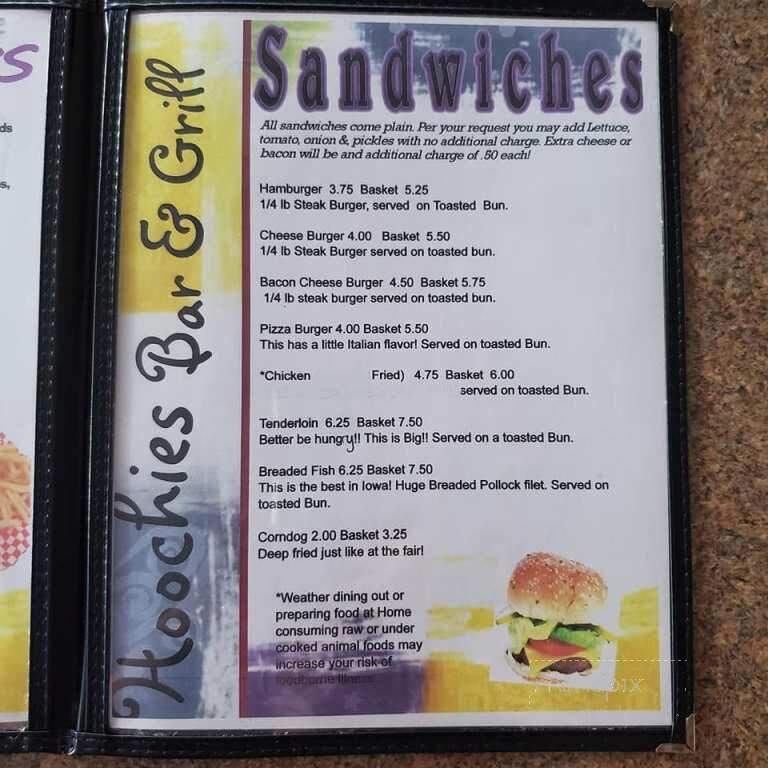 Sandwiches
All sandwiches come plain. Per your request you may add Lettuce,
tomato, onion & pickles with no additional charge. Extra cheese or
bacon will be and additional charge of .50 each!
Hamburger 3.75 Basket 5.25
1/4 lb Steak Burger, served on Toasted Bun.
Cheese Burger 4.00 Basket 5.50
1/4 lb Steak Burger served on toasted bun.
Bacon Cheese Burger 4.50 Basket 5.75
1/4 lb steak burger served on toasted bun.
Pizza Burger 4.00 Basket 5.50
This has a little Italian flavor! Served on toasted Bun.
*Chicken Fried) 4.75 Basket 6.00
served on toasted Bun.
Tenderloin 6.25 Basket 7.50
Better be hungry!! This is Big!! Served on a toasted Bun.
Breaded Fish 6.25 Basket 7.50
This is the best in Iowa! Huge Breaded Pollock filet. Served on
toasted Bun.
Corndog 2.00 Basket 3.25
Deep fried just like at the fair!
*Weather dining out or
preparing food at Home
consuming raw or under
cooked animal foods may
increase your risk of
foodborne illness
Hoochies Bar & Grill